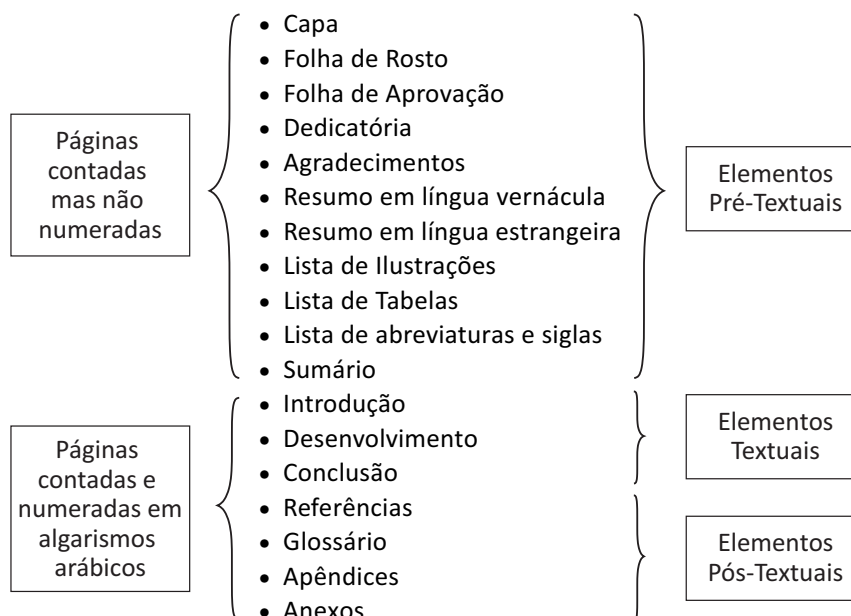 • Capa
• Folha de Rosto
• Folha de Aprovação
• Dedicatória
• Agradecimentos
• Resumo em língua vernácula
• Resumo em língua estrangeira
• Lista de Ilustrações
• Lista de Tabelas
• Lista de abreviaturas e siglas
• Sumário
• Introdução
• Desenvolvimento
• Conclusão
• Referências
• Glossário
• Apêndices
• Anexos
Páginas
contadas
mas não
numeradas
Páginas
contadas e
numeradas em
algarismos
arábicos
Elementos
Pré-Textuais
Elementos
Textuais
Elementos
Pós-Textuais